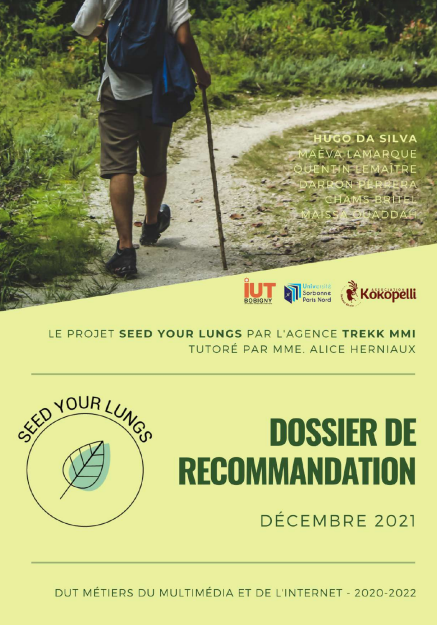 HUGO DA SILVA
MAEVA LAMARQUE
QUENTIN LEMAITRE
DARRON PERRERA
CHAMS BRITEL
MAISSA OUADDAH
iUT
BOBIGNY
Université
Sorbonne
Paris Nord
ASSOCIATION
Kokopelli
LE PROJET SEED YOUR LUNGS PAR L'AGENCE TREKK MMI
TUTORÉ PAR MME. ALICE HERNIAUX
SEED YOUR LUNGS
DOSSIER DE
RECOMMANDATION
DÉCEMBRE 2021
DUT MÉTIERS DU MULTIMÉDIA ET DE L'INTERNET - 2020-2022